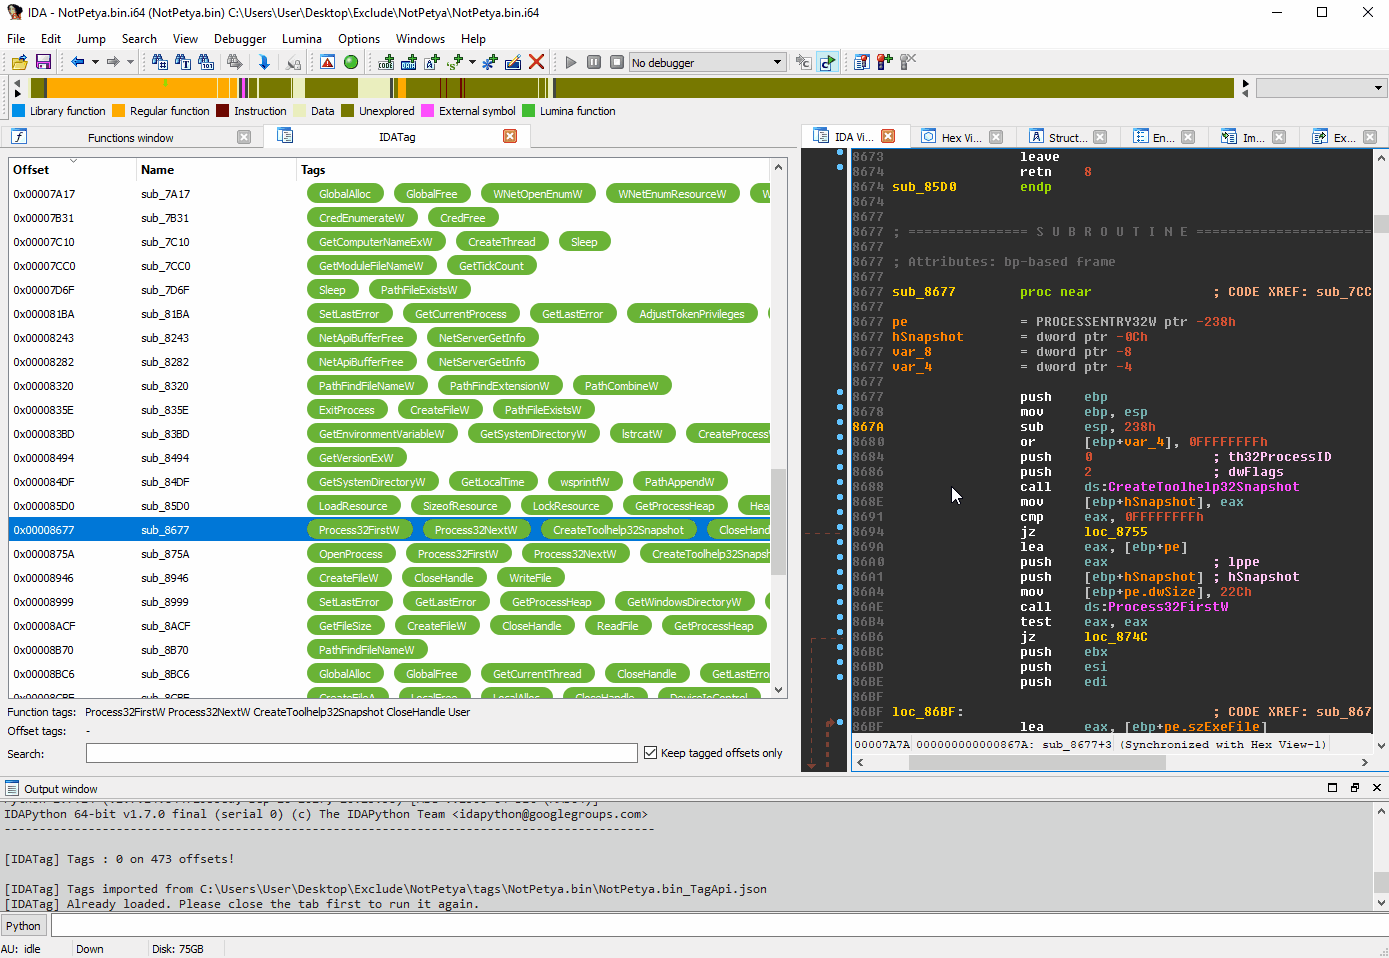 IDA - NotPetya.bin.i64 (NotPetya.bin) C:\Users\User\Desktop\Exclude\NotPetya\NotPetya.bin.i64
File Edit Jump Search View Debugger Lumina Options Windows Help
No debugger
Library function Regular function Instruction Data Unexplored External symbol Lumina function
Functions window
IDATag
Offset Name Tags
0x00007A17 sub_7A17 GlobalAlloc GlobalFree WNetOpenEnumW WNetEnumResourceW W
0x00007B31 sub_7B31 CredEnumerateW CredFree
0x00007C10 sub_7C10 GetComputerNameExW CreateThread Sleep
0x00007CC0 sub_7CC0 GetModuleFileNameW GetTickCount
0x00007D6F sub_7D6F Sleep PathFileExistsW
0x000081BA sub_81BA SetLastError GetCurrentProcess GetLastError AdjustTokenPrivileges
0x00008243 sub_8243 NetApiBufferFree NetServerGetInfo
0x00008282 sub_8282 NetApiBufferFree NetServerGetInfo
0x00008320 sub_8320 PathFindFileNameW PathFindExtensionW PathCombineW
0x0000835E sub_835E ExitProcess CreateFileW PathFileExistsW
0x000083BD sub_83BD GetEnvironmentVariableW GetSystemDirectoryW lstrcatW CreateProcess
0x00008494 sub_8494 GetVersionExW
0x000084DF sub_84DF GetSystemDirectoryW GetLocalTime wsprintfW PathAppendW
0x000085D0 sub_85D0 LoadResource SizeofResource LockResource GetProcessHeap Hea
0x00008677 sub_8677 Process32FirstW Process32NextW CreateToolhelp32Snapshot CloseHand
0x0000875A sub_875A OpenProcess Process32FirstW Process32NextW CreateToolhelp32Snapsh
0x00008946 sub_8946 CreateFileW CloseHandle WriteFile
0x00008999 sub_8999 SetLastError GetLastError GetProcessHeap GetWindowsDirectoryW
0x00008ACF sub_8ACF GetFileSize CreateFileW CloseHandle ReadFile GetProcessHeap
0x00008B70 sub_8B70 PathFindFileNameW
0x00008BC6 sub_8BC6 GlobalAlloc GlobalFree GetCurrentThread CloseHandle GetLastErro
0x00008CBF sub_8CBF CreateFileA LocalFree LocalAlloc CloseHandle DeviceIoControl
Function tags: Process32FirstW Process32NextW CreateToolhelp32Snapshot CloseHandle User
Offset tags: -
Search:
Keep tagged offsets only
IDA Vi... Hex Vi... Struct... En... Im... Ex...
8673 leave
8674 retn 8
8674 sub_85D0 endp
8674
8677
8677 ; =============== S U B R O U T I N E ========================
8677
8677 ; Attributes: bp-based frame
8677
8677 sub_8677 proc near ; CODE XREF: sub_7CC
8677
8677 pe = PROCESSENTRY32W ptr -238h
8677 hSnapshot = dword ptr -0Ch
8677 var_8 = dword ptr -8
8677 var_4 = dword ptr -4
8677
8677 push ebp
8678 mov ebp, esp
867A sub esp, 238h
8680 or [ebp+var_4], 0FFFFFFFFh
8684 push 0 ; th32ProcessID
8686 push 2 ; dwFlags
8688 call ds:CreateToolhelp32Snapshot
868E mov [ebp+hSnapshot], eax
8691 cmp eax, 0FFFFFFFFh
8694 jz loc_8755
869A lea eax, [ebp+pe]
86A0 push eax ; lppe
86A1 push [ebp+hSnapshot] ; hSnapshot
86A4 mov [ebp+pe.dwSize], 22Ch
86AE call ds:Process32FirstW
86B4 test eax, eax
86B6 jz loc_874C
86BC push ebx
86BD push esi
86BE push edi
86BF
86BF loc_86BF: ; CODE XREF: sub_867
86BF lea eax, [ebp+pe.szExeFile]
00007A7A 000000000000867A: sub_8677+3 (Synchronized with Hex View-1)
Output window
IDAPython 64-bit v1.7.0 final (serial 0) (c) The IDAPython Team <idapython@googlegroups.com>
-----------------------------------------------------------------------------------------
[IDATag] Tags : 0 on 473 offsets!
[IDATag] Tags imported from C:\Users\User\Desktop\Exclude\NotPetya\tags\NotPetya.bin\NotPetya.bin_TagApi.json
[IDATag] Already loaded. Please close the tab first to run it again.
Python
AU: idle Down Disk: 75GB